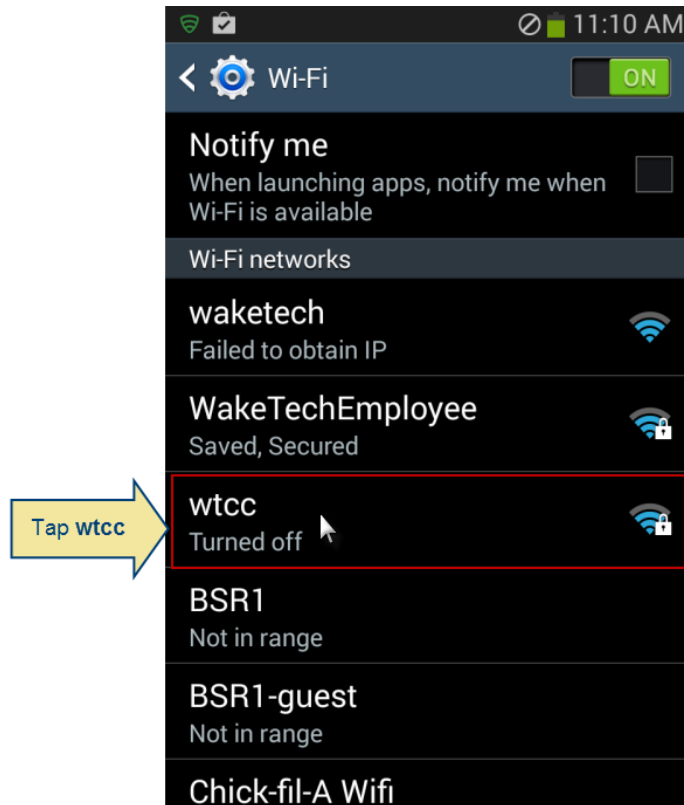 11:10 AM
Wi-Fi
ON
Notify me
When launching apps, notify me when
Wi-Fi is available
Wi-Fi networks
waketech
Failed to obtain IP
WakeTechEmployee
Saved, Secured
Tap wtcc
wtcc
Turned off
BSR1
Not in range
BSR1-guest
Not in range
Chick-fil-A Wifi